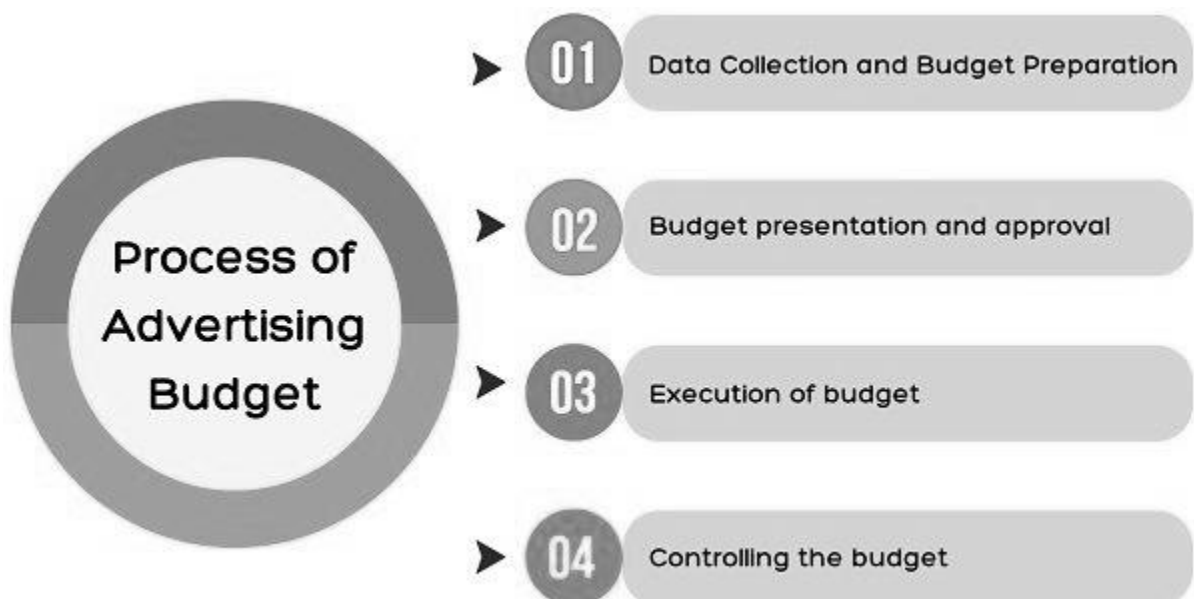 Process of
Advertising
Budget
01
Data Collection and Budget Preparation
02
Budget presentation and approval
03
Execution of budget
04
Controlling the budget